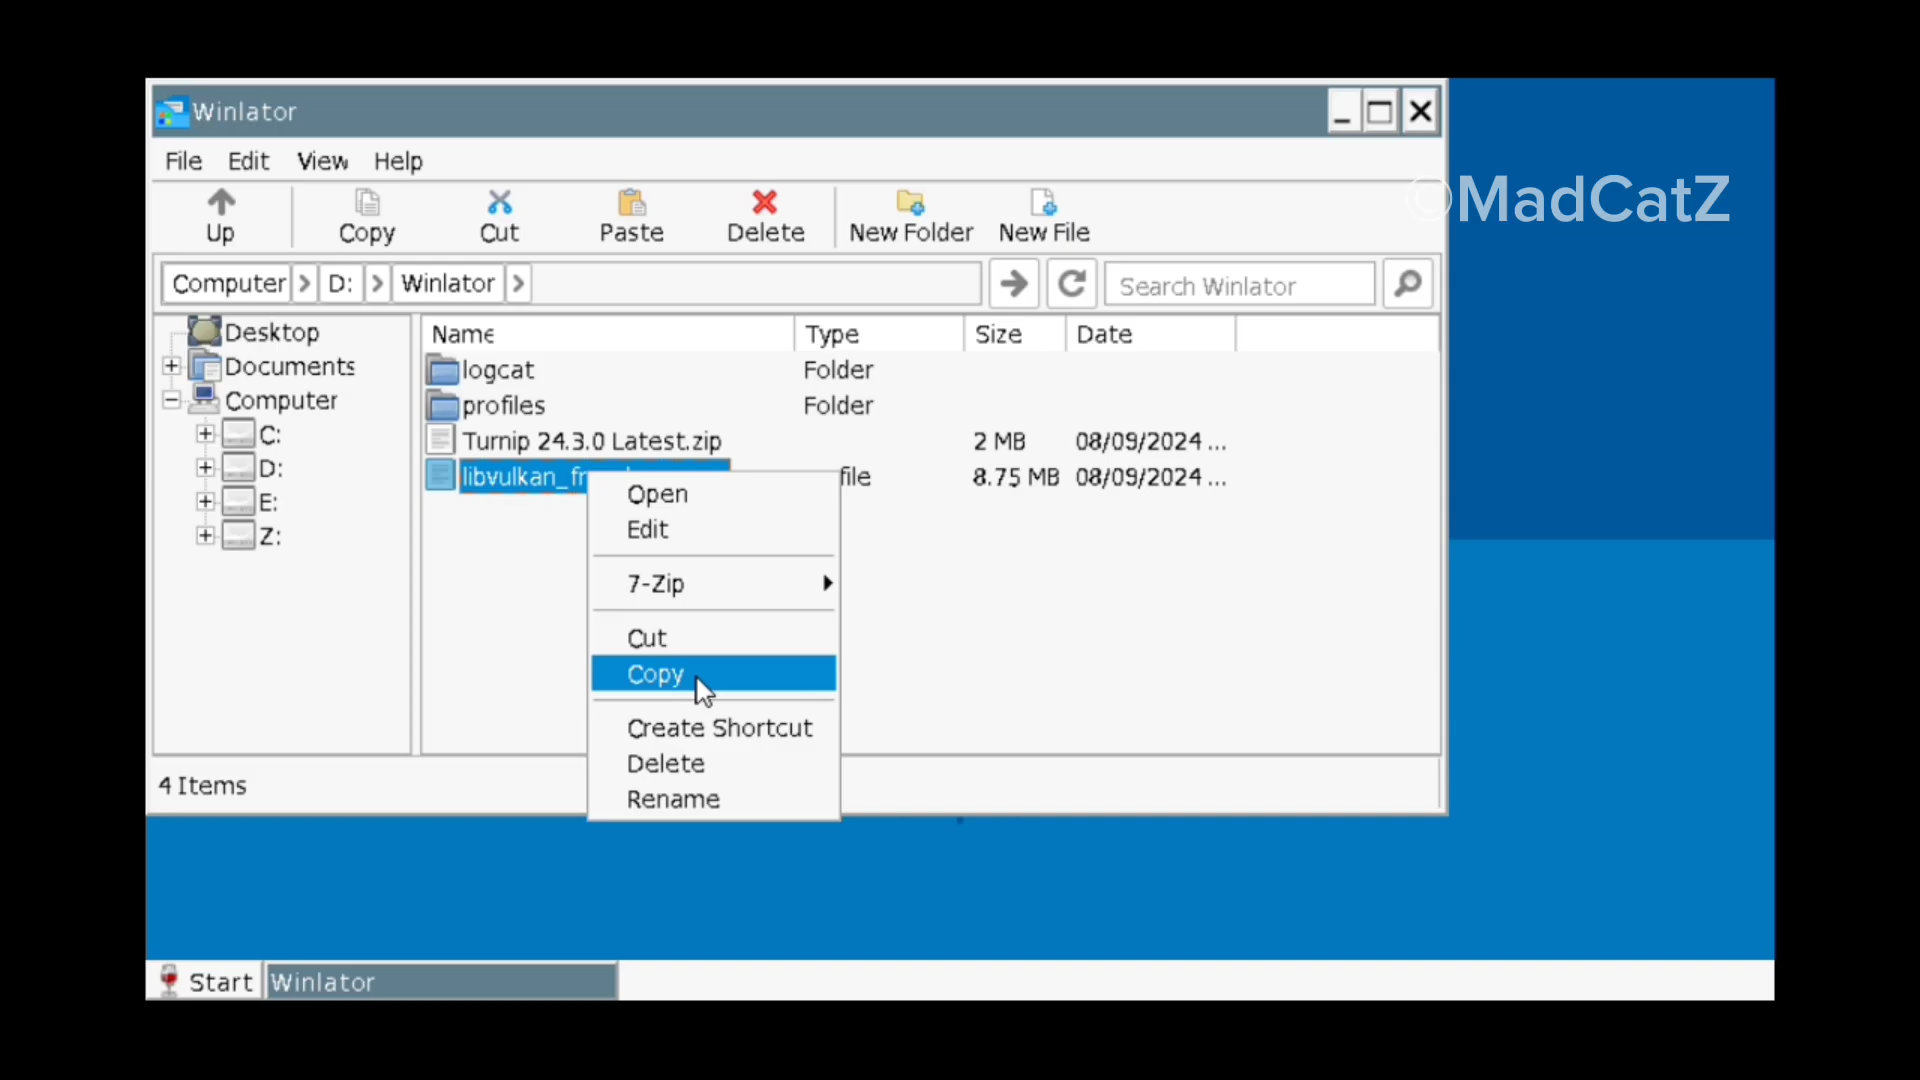 Winlator
©MadCatZ
File Edit View Help
Up Copy Cut Paste Delete New Folder New File
Computer D: Winlator Search Winlator
Desktop
Documents
Computer
C:
D:
E:
Z:
Name Type Size Date
logcat Folder
profiles Folder
Turnip 24.3.0 Latest.zip 2 MB 08/09/2024 ...
file 8.75 MB 08/09/2024 ...
Open
Edit
7-Zip
Cut
Copy
Create Shortcut
Delete
Rename
4 Items
Start Winlator